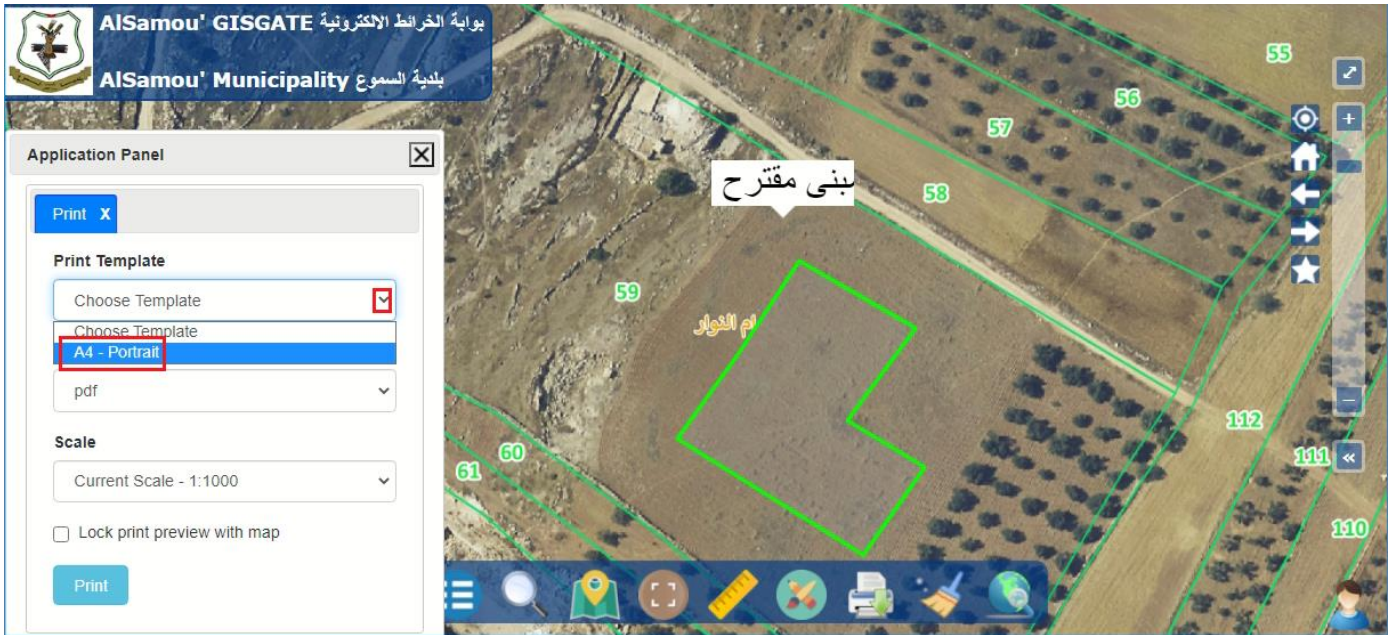 AlSamou' GISGATE بوابة الخرائط الالكترونية
AlSamou' Municipality بلدية السموع
Application Panel
Print X
Print Template
Choose Template
Choose Template
A4 - Portrait
pdf
Scale
Current Scale - 1:1000
Lock print preview with map
Print
55
56
57
58
مبنى مقترح
59
ام النوار
60
61
112
111
110